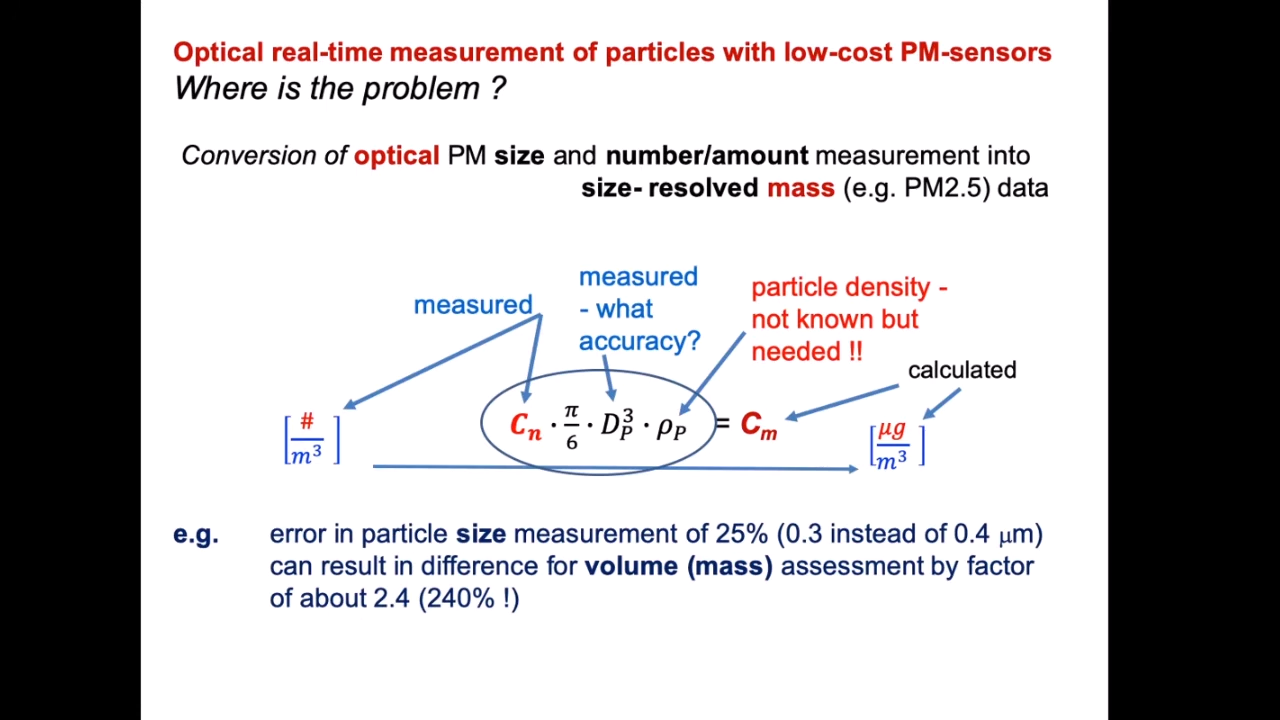 Optical real-time measurement of particles with low-cost PM-sensors
Where is the problem ?
Conversion of optical PM size and number/amount measurement into
size- resolved mass (e.g. PM2.5) data
measured
measured
- what
accuracy?
particle density -
not known but
needed !!
calculated
[#/m³]
Cₙ · π/6 · D_P³ · ρ_P = Cₘ
[μg/m³]
e.g. error in particle size measurement of 25% (0.3 instead of 0.4 μm)
can result in difference for volume (mass) assessment by factor
of about 2.4 (240% !)